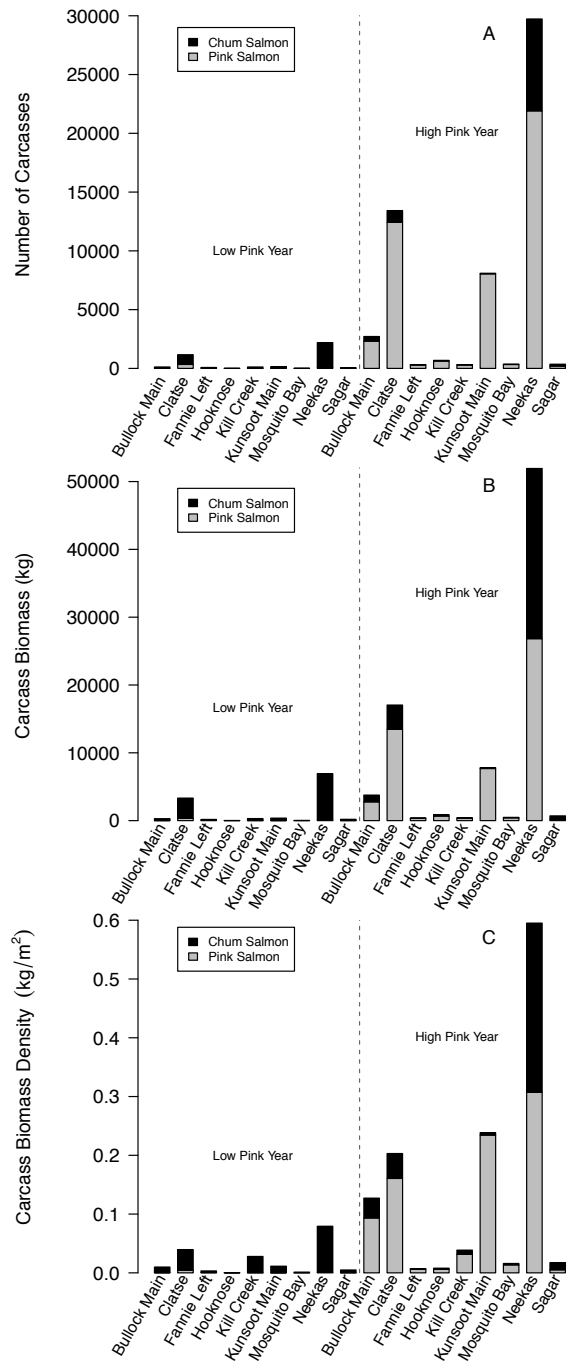 30000
25000
20000
15000
10000
5000
0
Number of Carcasses
Chum Salmon
Pink Salmon
A
High Pink Year
Low Pink Year
Bullock Main
Clatse
Fannie Left
Hooknose
Kill Creek
Kunsoot Main
Mosquito Bay
Neekas
Sagar
Bullock Main
Clatse
Fannie Left
Hooknose
Kill Creek
Kunsoot Main
Mosquito Bay
Neekas
Sagar
50000
40000
30000
20000
10000
0
Carcass Biomass (kg)
Chum Salmon
Pink Salmon
B
High Pink Year
Low Pink Year
Bullock Main
Clatse
Fannie Left
Hooknose
Kill Creek
Kunsoot Main
Mosquito Bay
Neekas
Sagar
Bullock Main
Clatse
Fannie Left
Hooknose
Kill Creek
Kunsoot Main
Mosquito Bay
Neekas
Sagar
0.6
0.5
0.4
0.3
0.2
0.1
0.0
Carcass Biomass Density (kg/m²)
Chum Salmon
Pink Salmon
C
High Pink Year
Low Pink Year
Bullock Main
Clatse
Fannie Left
Hooknose
Kill Creek
Kunsoot Main
Mosquito Bay
Neekas
Sagar
Bullock Main
Clatse
Fannie Left
Hooknose
Kill Creek
Kunsoot Main
Mosquito Bay
Neekas
Sagar